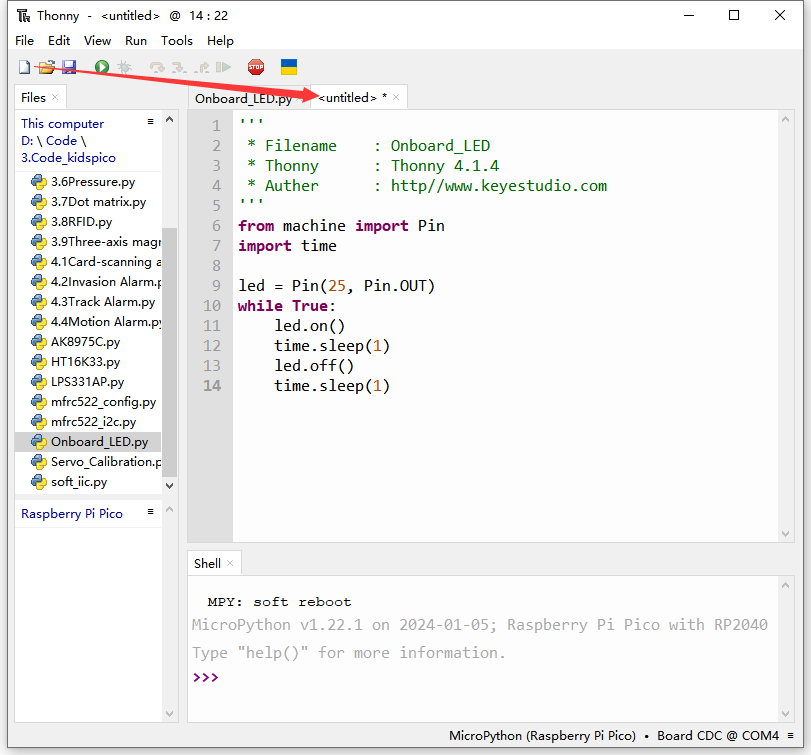 Thonny - <untitled> @ 14 : 22
File Edit View Run Tools Help
STOP
Files
This computer
D: \ Code \
3.Code_kidspico
3.6Pressure.py
3.7Dot matrix.py
3.8RFID.py
3.9Three-axis magr
4.1Card-scanning a
4.2Invasion Alarm.p
4.3Track Alarm.py
4.4Motion Alarm.py
AK8975C.py
HT16K33.py
LPS331AP.py
mfrc522_config.py
mfrc522_i2c.py
Onboard_LED.py
Servo_Calibration.p
soft_iic.py
Raspberry Pi Pico
Onboard_LED.py <untitled> *
1 '''
2  * Filename    : Onboard_LED
3  * Thonny      : Thonny 4.1.4
4  * Auther      : http//www.keyestudio.com
5 '''
6 from machine import Pin
7 import time
8
9 led = Pin(25, Pin.OUT)
10 while True:
11     led.on()
12     time.sleep(1)
13     led.off()
14     time.sleep(1)
Shell
MPY: soft reboot
MicroPython v1.22.1 on 2024-01-05; Raspberry Pi Pico with RP2040
Type "help()" for more information.
>>>
MicroPython (Raspberry Pi Pico) • Board CDC @ COM4 ≡